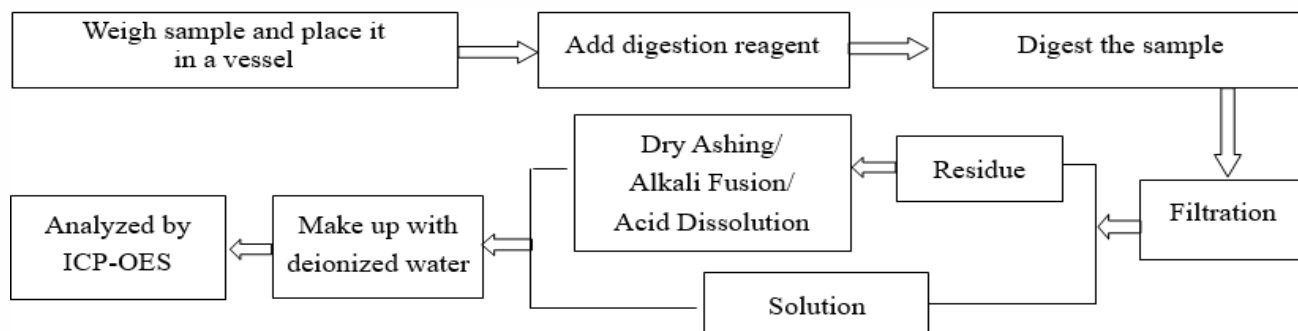 Weigh sample and place it
in a vessel
Add digestion reagent
Digest the sample
Filtration
Residue
Dry Ashing/
Alkali Fusion/
Acid Dissolution
Solution
Make up with
deionized water
Analyzed by
ICP-OES